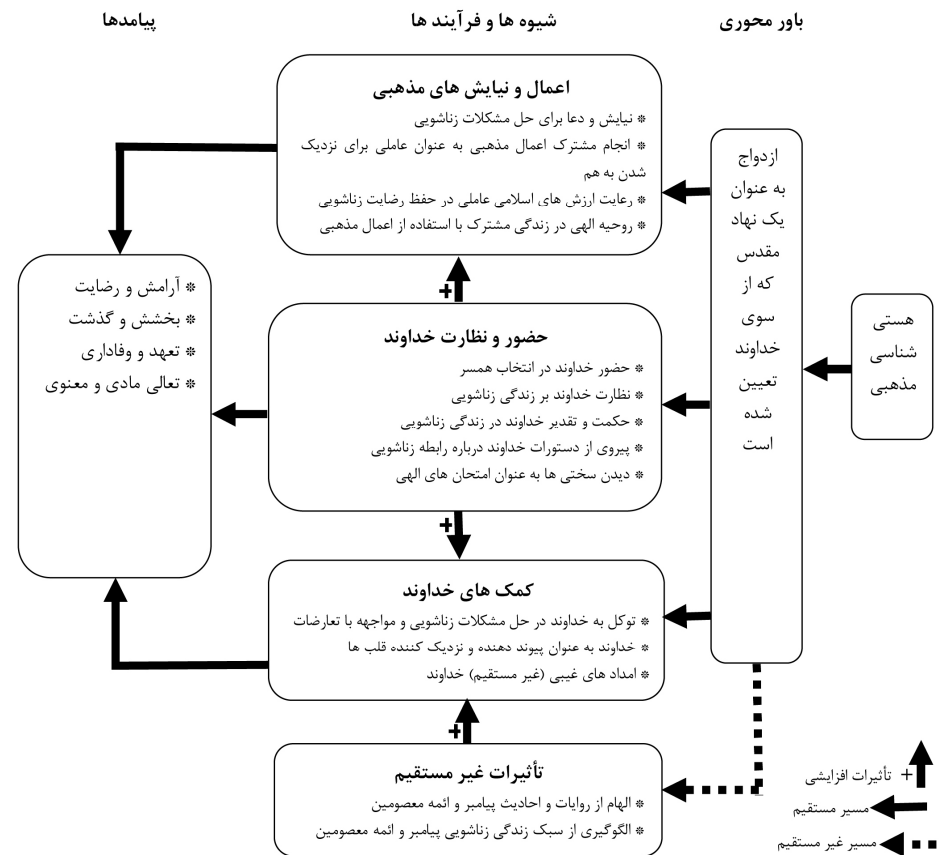 باور محوری
شیوه ها و فرآیند ها
پیامدها
هستی
شناسی
مذهبی
ازدواج
به عنوان
یک نهاد
مقدس
که از
سوی
خداوند
تعیین
شده
است
اعمال و نیایش های مذهبی
* نیایش و دعا برای حل مشکلات زناشویی
* انجام مشترک اعمال مذهبی به عنوان عاملی برای نزدیک
شدن به هم
* رعایت ارزش های اسلامی عاملی در حفظ رضایت زناشویی
* روحیه الهی در زندگی مشترک با استفاده از اعمال مذهبی
+
حضور و نظارت خداوند
* حضور خداوند در انتخاب همسر
* نظارت خداوند بر زندگی زناشویی
* حکمت و تقدیر خداوند در زندگی زناشویی
* پیروی از دستورات خداوند درباره رابطه زناشویی
* دیدن سختی ها به عنوان امتحان های الهی
+
کمک های خداوند
* توکل به خداوند در حل مشکلات زناشویی و مواجهه با تعارضات
* خداوند به عنوان پیوند دهنده و نزدیک کننده قلب ها
* امداد های غیبی (غیر مستقیم) خداوند
+
تأثیرات غیر مستقیم
* الهام از روایات و احادیث پیامبر و ائمه معصومین
* الگوگیری از سبک زندگی زناشویی پیامبر و ائمه معصومین
* آرامش و رضایت
* بخشش و گذشت
* تعهد و وفاداری
* تعالی مادی و معنوی
+ تأثیرات افزایشی
مسیر مستقیم
مسیر غیر مستقیم